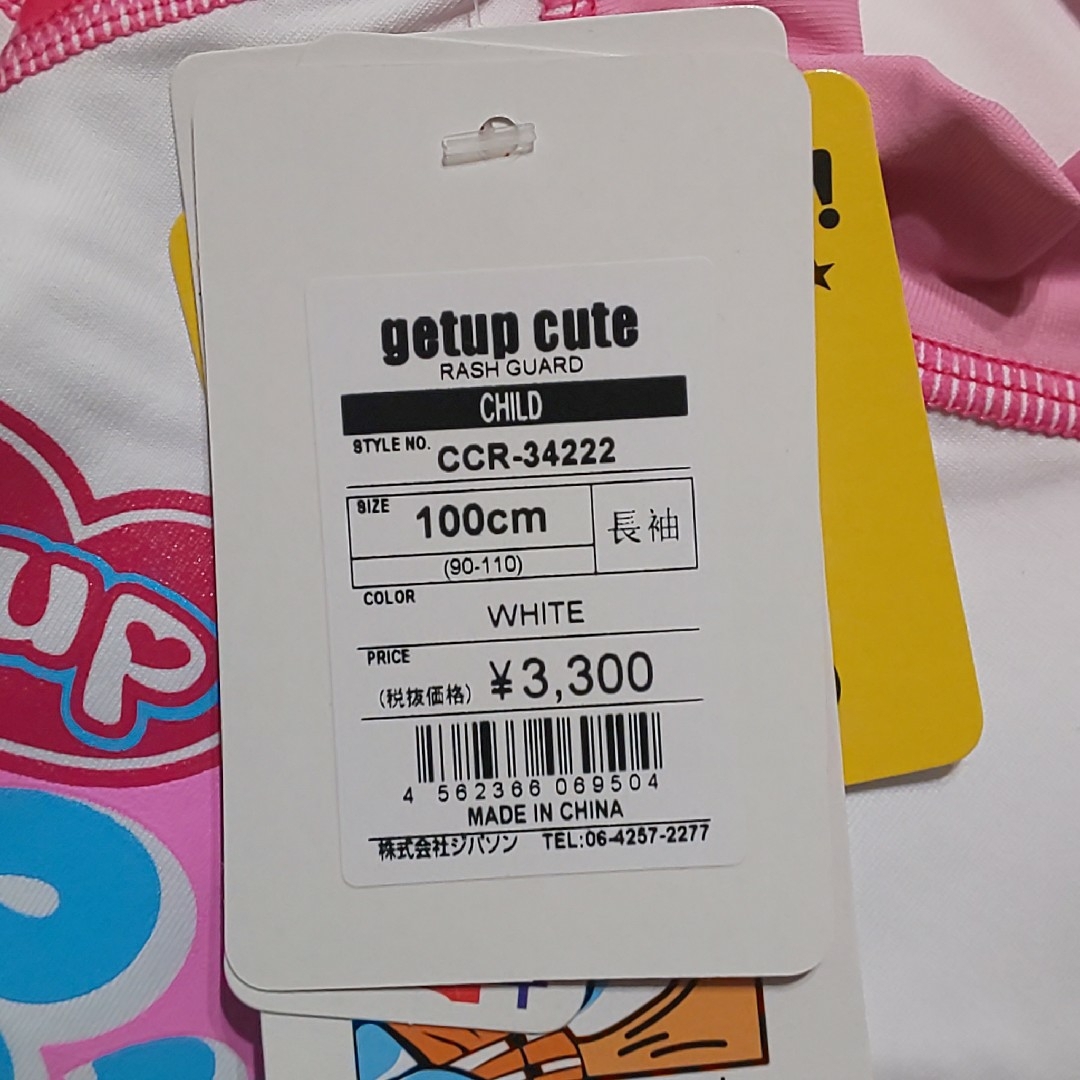 getup cute
RASH GUARD
CHILD
STYLE NO. CCR-34222
SIZE 100cm 長袖
(90-110)
COLOR WHITE
PRICE (税抜価格) ¥3,300
4 562366 069504
MADE IN CHINA
株式会社ジバソン TEL:06-4257-2277
up
!